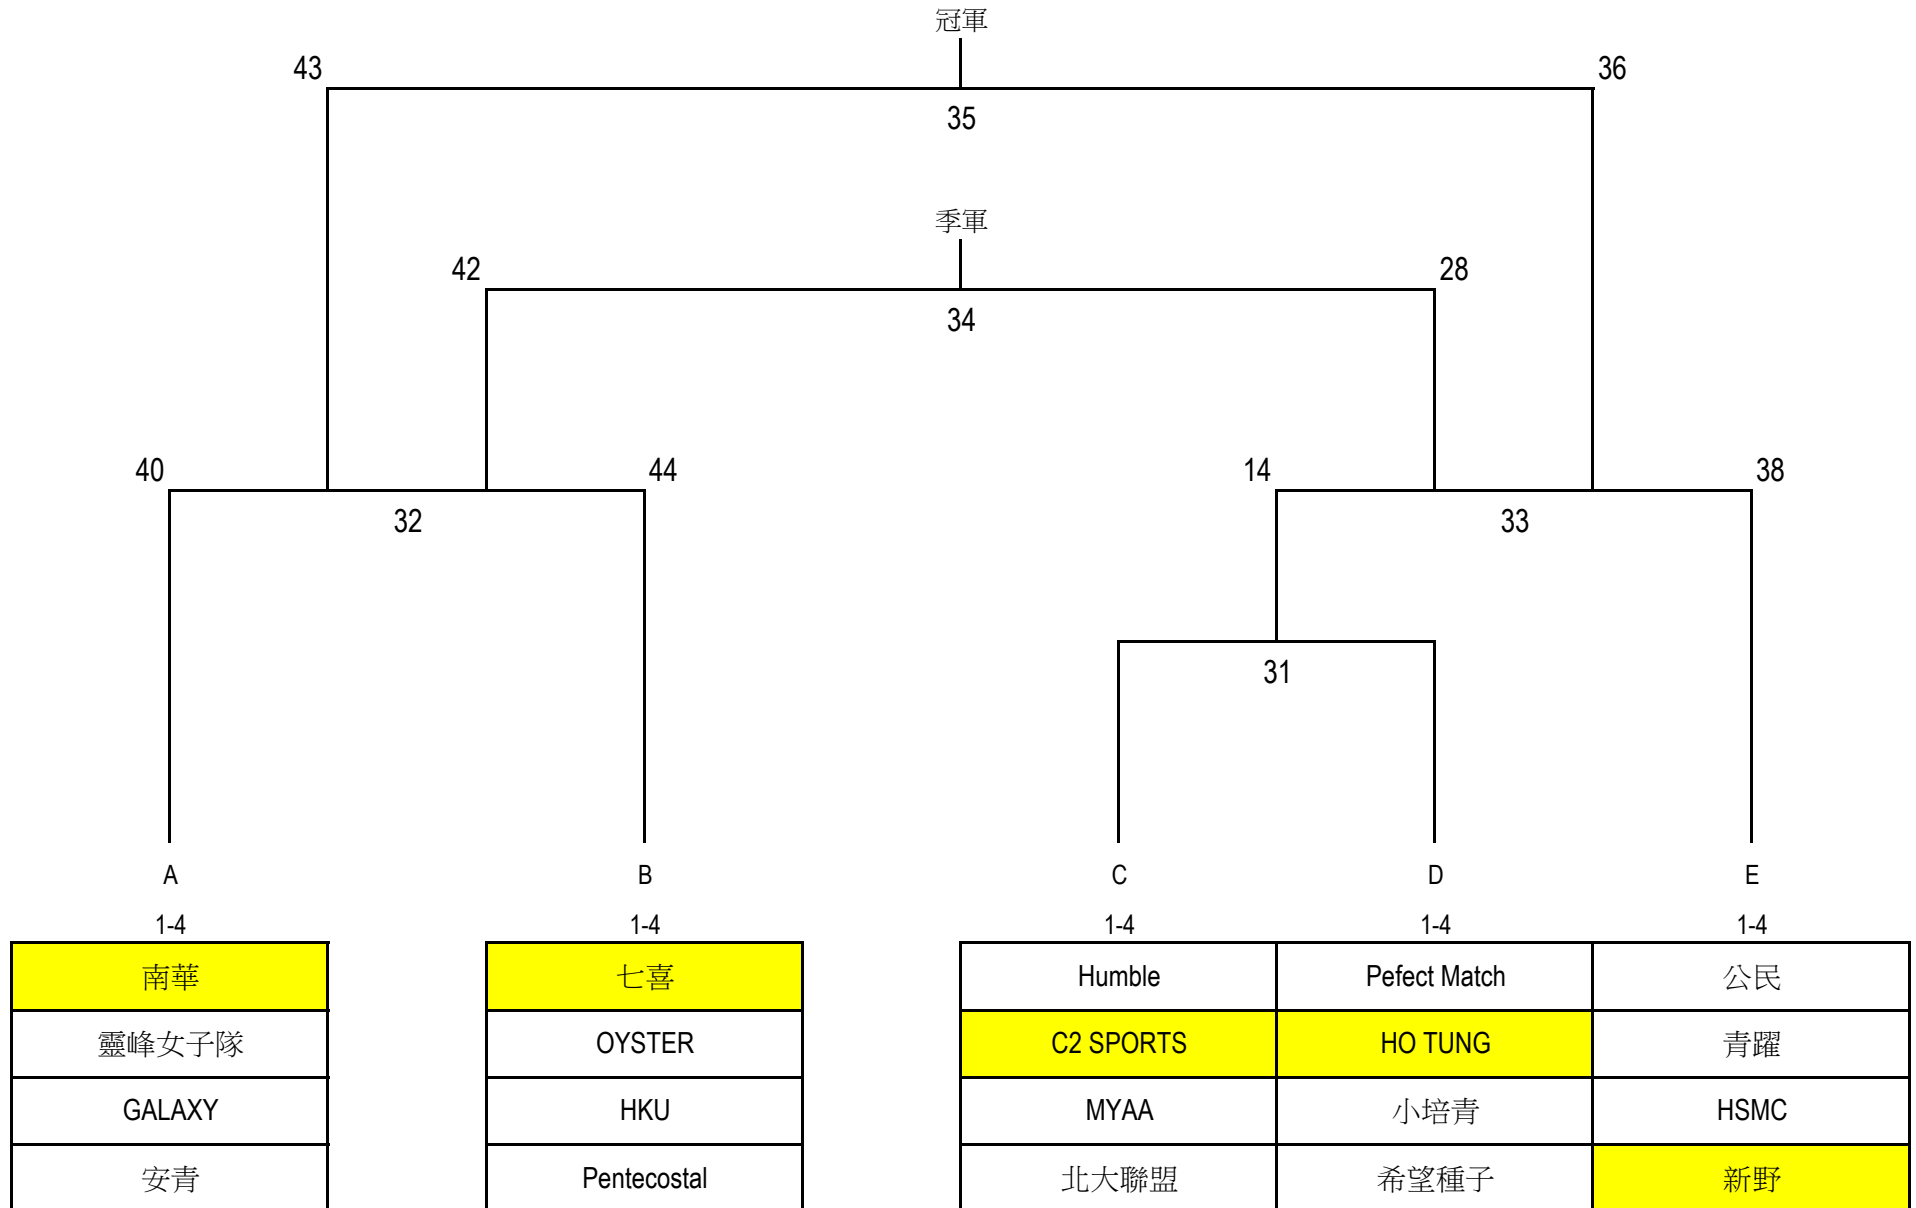 冠軍
43 36
35
季軍
42 28
34
40 44 14 38
32 33
31
A B C D E
1-4 1-4 1-4 1-4 1-4
南華 七喜 Humble Pefect Match 公民
靈峰女子隊 OYSTER C2 SPORTS HO TUNG 青躍
GALAXY HKU MYAA 小培青 HSMC
安青 Pentecostal 北大聯盟 希望種子 新野